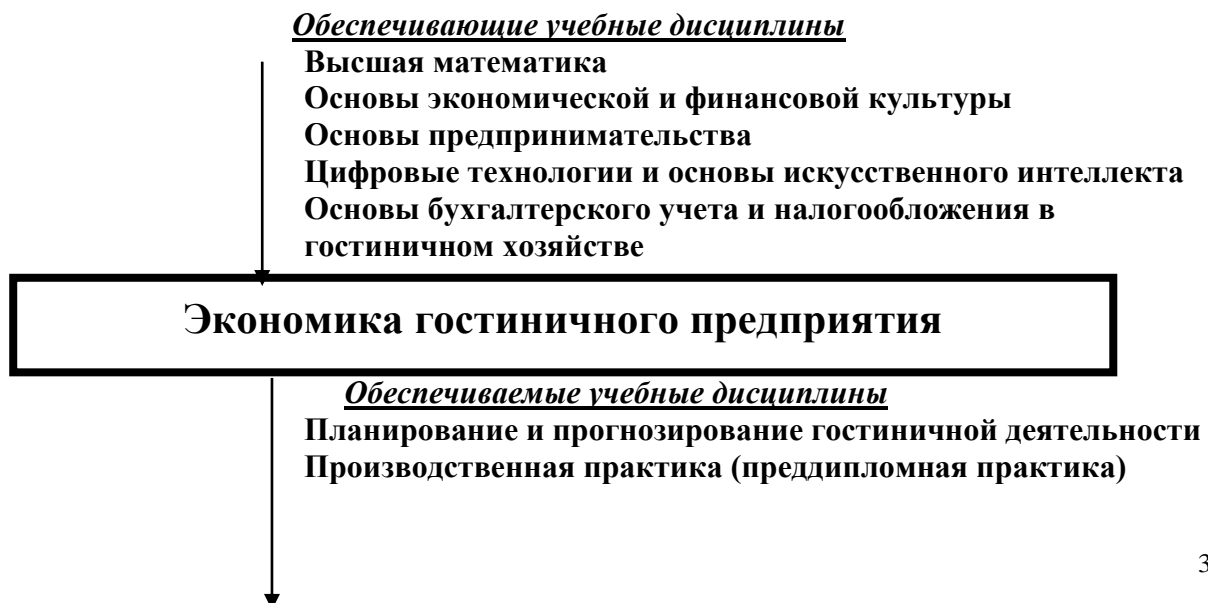 Обеспечивающие учебные дисциплины
Высшая математика
Основы экономической и финансовой культуры
Основы предпринимательства
Цифровые технологии и основы искусственного интеллекта
Основы бухгалтерского учета и налогообложения в
гостиничном хозяйстве
Экономика гостиничного предприятия
Обеспечиваемые учебные дисциплины
Планирование и прогнозирование гостиничной деятельности
Производственная практика (преддипломная практика)
3